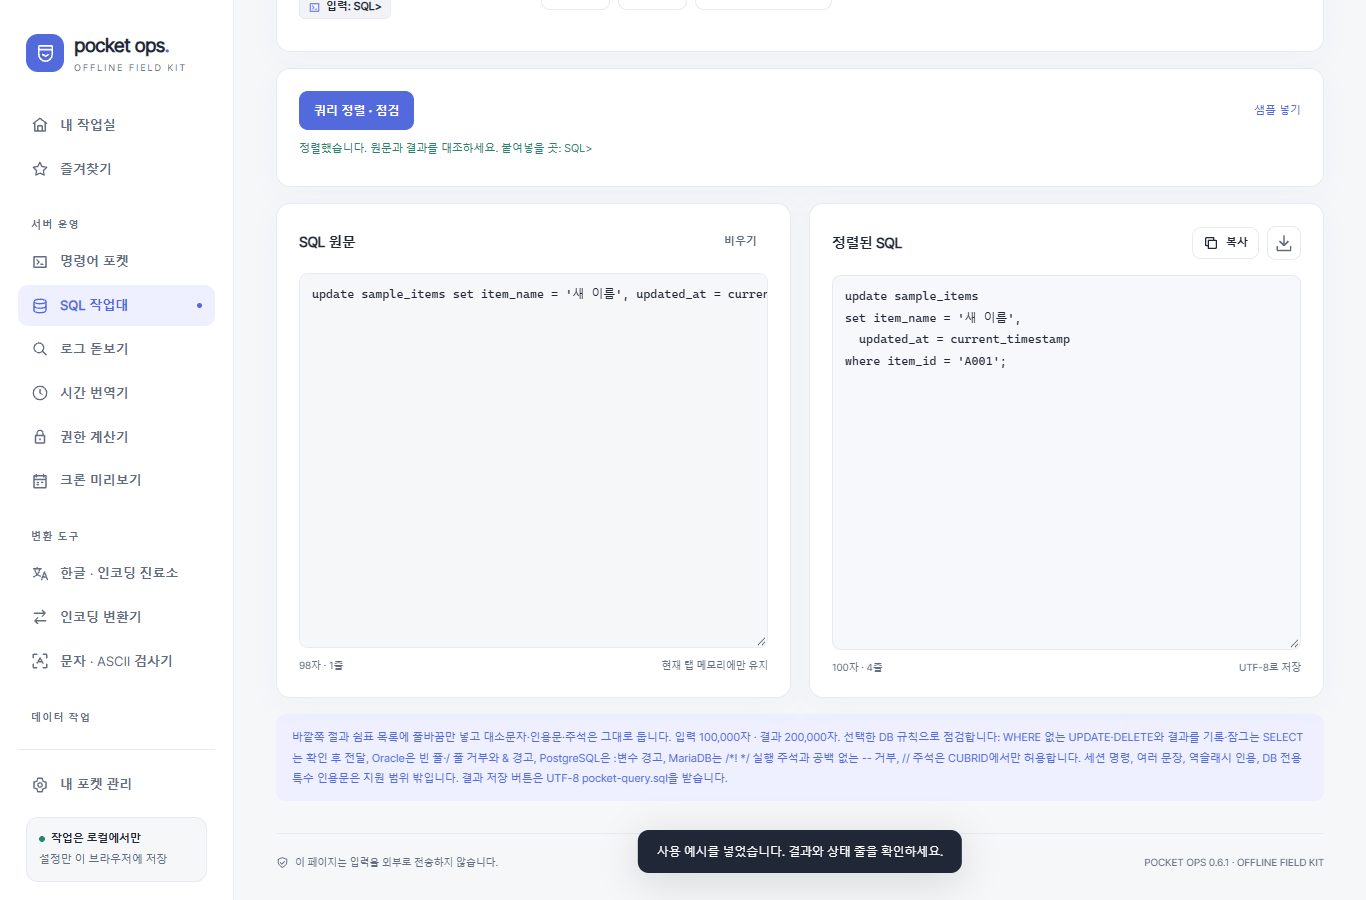 pocket ops.
OFFLINE FIELD KIT
내 작업실
즐겨찾기
서버 운영
명령어 포켓
SQL 작업대
로그 돋보기
시간 번역기
권한 계산기
크론 미리보기
변환 도구
한글 · 인코딩 진료소
인코딩 변환기
문자 · ASCII 검사기
데이터 작업
내 포켓 관리
작업은 로컬에서만
설정만 이 브라우저에 저장
입력: SQL>
쿼리 정렬 · 점검
샘플 넣기
정렬했습니다. 원문과 결과를 대조하세요. 붙여넣을 곳: SQL>
SQL 원문
비우기
update sample_items set item_name = '새 이름', updated_at = curren
98자 · 1줄
현재 탭 메모리에만 유지
정렬된 SQL
복사
update sample_items
set item_name = '새 이름',
  updated_at = current_timestamp
where item_id = 'A001';
100자 · 4줄
UTF-8로 저장
바깥쪽 절과 쉼표 목록에 줄바꿈만 넣고 대소문자·인용문·주석은 그대로 둡니다. 입력 100,000자 · 결과 200,000자. 선택한 DB 규칙으로 점검합니다: WHERE 없는 UPDATE·DELETE와 결과를 기록·잠그는 SELECT
는 확인 후 전달, Oracle은 빈 줄·/ 줄 거부와 & 경고, PostgreSQL은 :변수 경고, MariaDB는 /*! */ 실행 주석과 공백 없는 -- 거부, // 주석은 CUBRID에서만 허용합니다. 세션 명령, 여러 문장, 역슬래시 인용, DB 전용
특수 인용문은 지원 범위 밖입니다. 결과 저장 버튼은 UTF-8 pocket-query.sql을 받습니다.
이 페이지는 입력을 외부로 전송하지 않습니다.
사용 예시를 넣었습니다. 결과와 상태 줄을 확인하세요.
POCKET OPS 0.6.1 · OFFLINE FIELD KIT